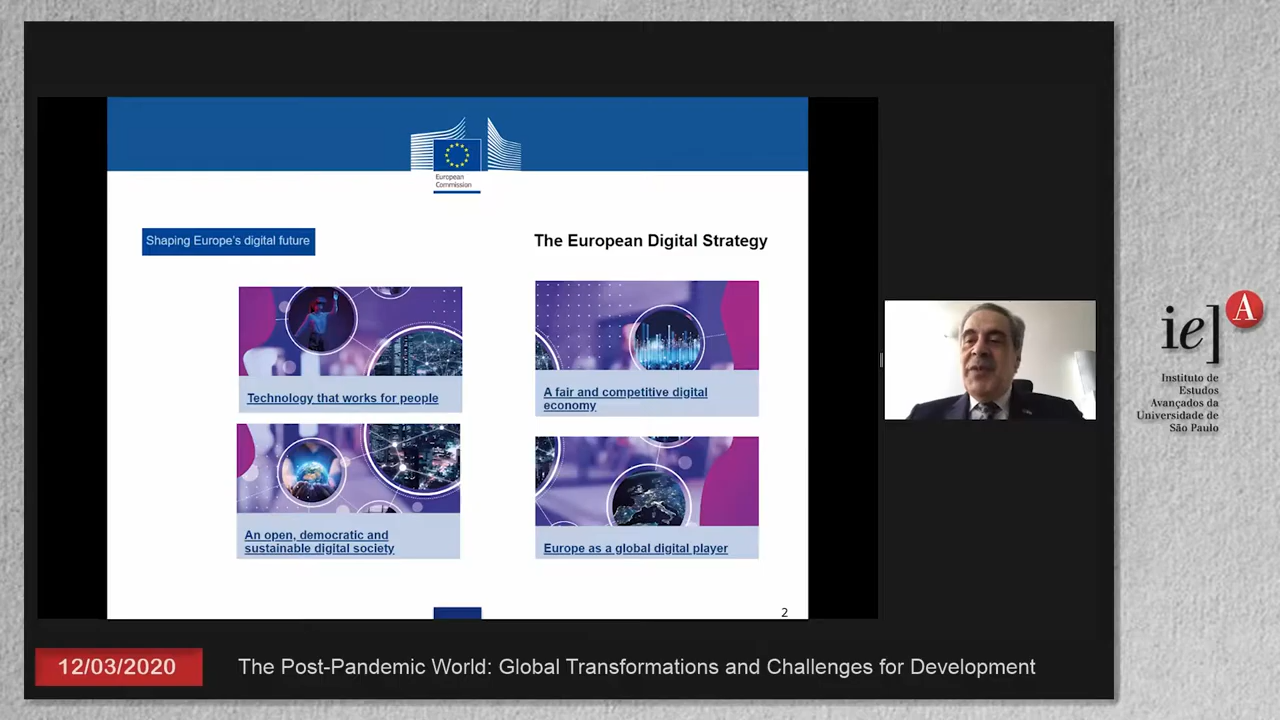 European
Commission
Shaping Europe's digital future
The European Digital Strategy
Technology that works for people
A fair and competitive digital
economy
An open, democratic and
sustainable digital society
Europe as a global digital player
2
iea
A
Instituto de
Estudos
Avançados da
Universidade de
São Paulo
12/03/2020
The Post-Pandemic World: Global Transformations and Challenges for Development